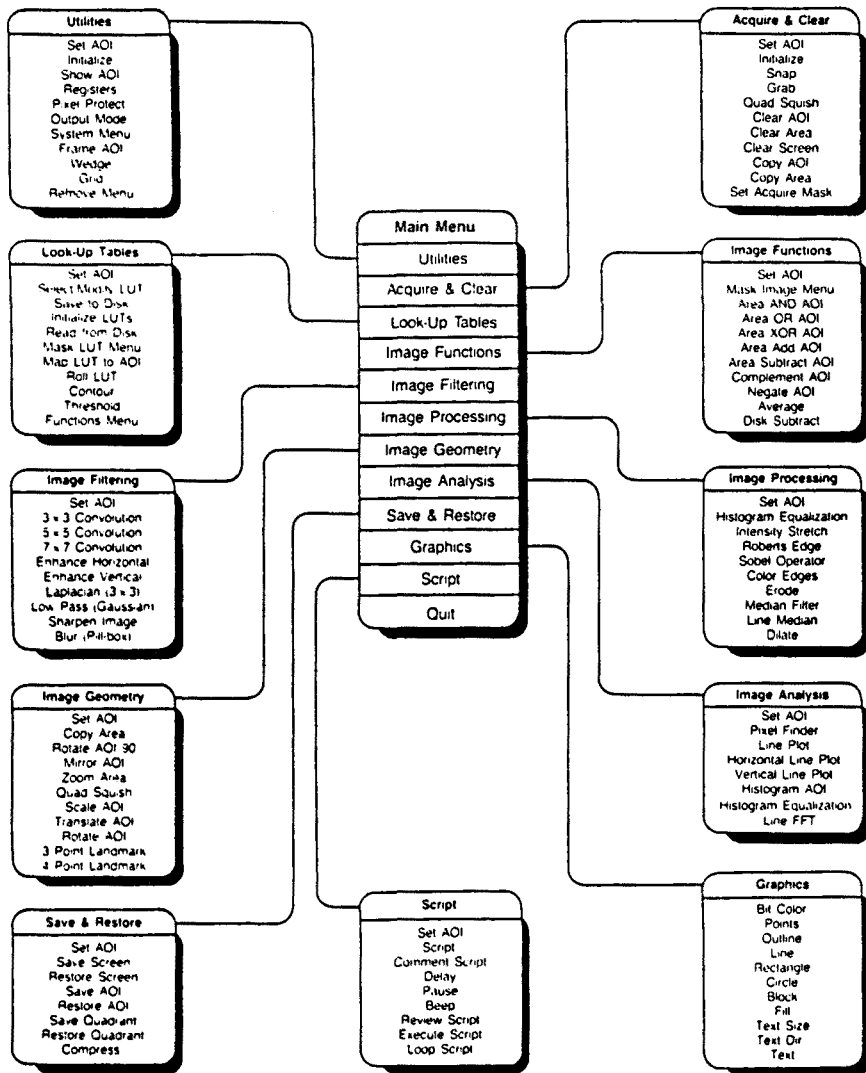 Utilities
Set AOI
Initialize
Show AOI
Registers
Pixel Protect
Output Mode
System Menu
Frame AOI
Wedge
Grid
Remove Menu
Acquire & Clear
Set AOI
Initialize
Snap
Grab
Quad Squish
Clear AOI
Clear Area
Clear Screen
Copy AOI
Copy Area
Set Acquire Mask
Main Menu
Utilities
Acquire & Clear
Look-Up Tables
Image Functions
Image Filtering
Image Processing
Image Geometry
Image Analysis
Save & Restore
Graphics
Script
Quit
Look-Up Tables
Set AOI
Select/Modify LUT
Save to Disk
Initialize LUTs
Read from Disk
Mask LUT Menu
Map LUT to AOI
Roll LUT
Contour
Threshold
Functions Menu
Image Functions
Set AOI
Mask Image Menu
Area AND AOI
Area OR AOI
Area XOR AOI
Area Add AOI
Area Subtract AOI
Complement AOI
Negate AOI
Average
Disk Subtract
Image Filtering
Set AOI
3 x 3 Convolution
5 x 5 Convolution
7 x 7 Convolution
Enhance Horizontal
Enhance Vertical
Laplacian (3 x 3)
Low Pass (Gaussian)
Sharpen Image
Blur (Pill-box)
Image Processing
Set AOI
Histogram Equalization
Intensity Stretch
Roberts Edge
Sobel Operator
Color Edges
Erode
Median Filter
Line Median
Dilate
Image Geometry
Set AOI
Copy Area
Rotate AOI 90
Mirror AOI
Zoom Area
Quad Squish
Scale AOI
Translate AOI
Rotate AOI
3 Point Landmark
4 Point Landmark
Image Analysis
Set AOI
Pixel Finder
Line Plot
Horizontal Line Plot
Vertical Line Plot
Histogram AOI
Histogram Equalization
Line FFT
Save & Restore
Set AOI
Save Screen
Restore Screen
Save AOI
Restore AOI
Save Quadrant
Restore Quadrant
Compress
Script
Set AOI
Script
Comment Script
Delay
Pause
Beep
Review Script
Execute Script
Loop Script
Graphics
Bit Color
Points
Outline
Line
Rectangle
Circle
Block
Fill
Text Size
Text Dir
Text